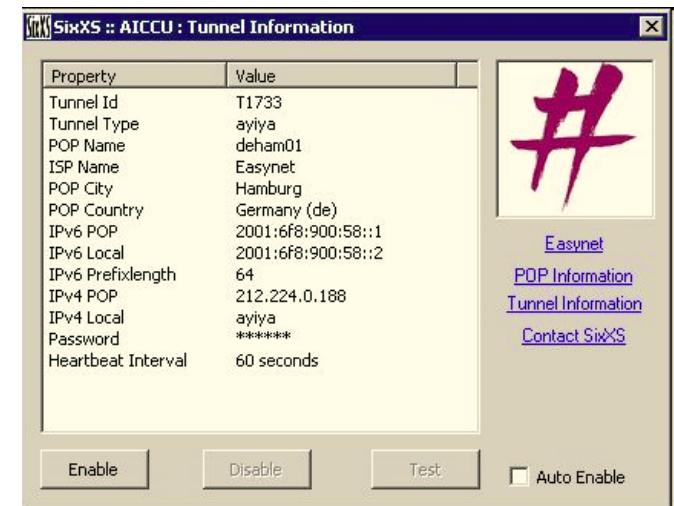 SixXS SixXS :: AICCU : Tunnel Information
Property Value
Tunnel Id T1733
Tunnel Type ayiya
POP Name deham01
ISP Name Easynet
POP City Hamburg
POP Country Germany (de)
IPv6 POP 2001:6f8:900:58::1
IPv6 Local 2001:6f8:900:58::2
IPv6 Prefixlength 64
IPv4 POP 212.224.0.188
IPv4 Local ayiya
Password ******
Heartbeat Interval 60 seconds
#
Easynet
POP Information
Tunnel Information
Contact SixXS
Enable Disable Test Auto Enable